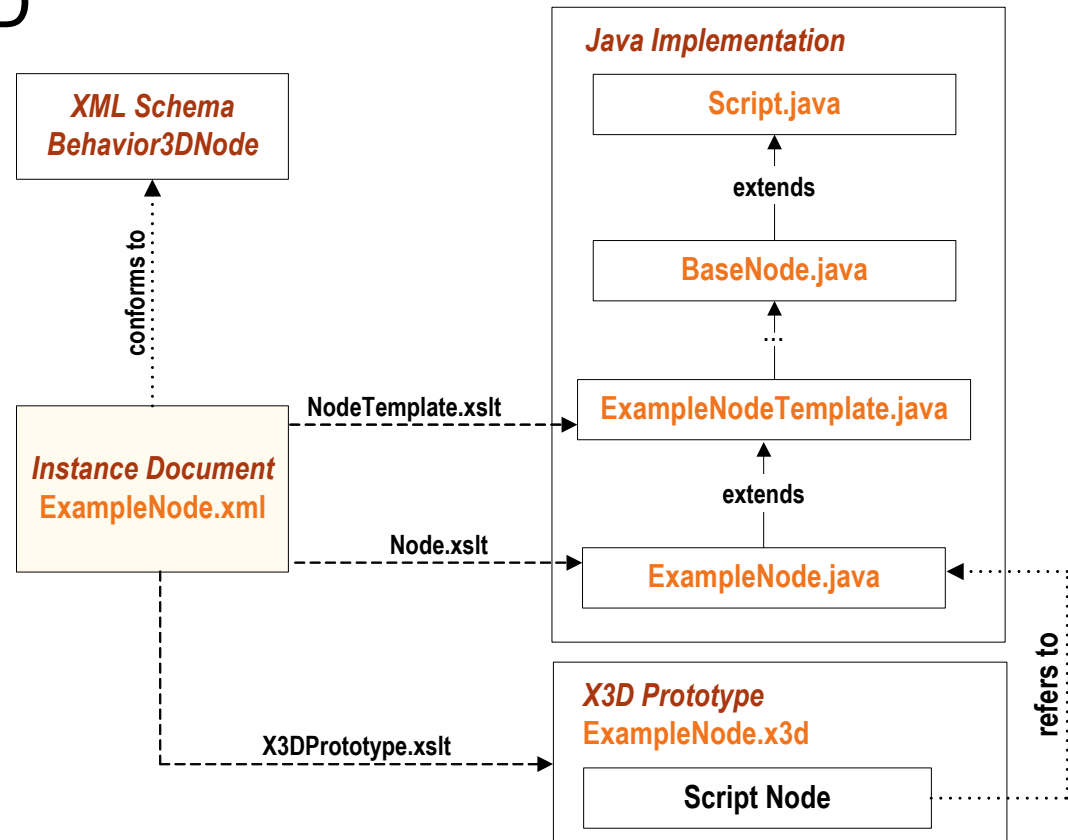 Java Implementation
XML Schema
Behavior3DNode
Script.java
extends
BaseNode.java
conforms to
...
NodeTemplate.xslt
ExampleNodeTemplate.java
Instance Document
ExampleNode.xml
extends
Node.xslt
ExampleNode.java
refers to
X3D Prototype
ExampleNode.x3d
X3DPrototype.xslt
Script Node